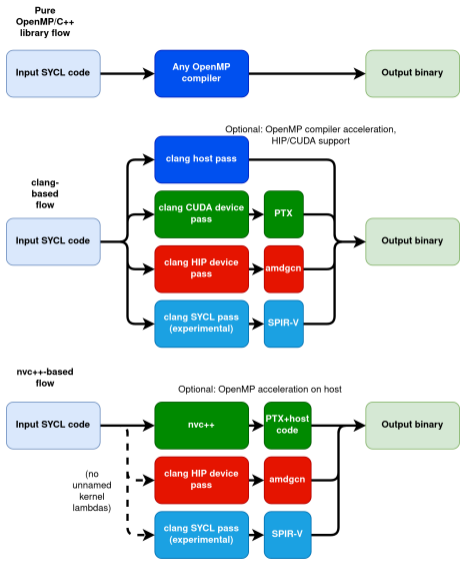 Pure
OpenMP/C++
library flow
Input SYCL code
Any OpenMP
compiler
Output binary
Optional: OpenMP compiler acceleration,
HIP/CUDA support
clang host pass
clang-
based
flow
clang CUDA device
pass
PTX
Input SYCL code
Output binary
clang HIP device
pass
amdgcn
clang SYCL pass
(experimental)
SPIR-V
nvc++-based
flow
Optional: OpenMP acceleration on host
Input SYCL code
nvc++
PTX+host
code
Output binary
(no
unnamed
kernel
lambdas)
clang HIP device
pass
amdgcn
clang SYCL pass
(experimental)
SPIR-V